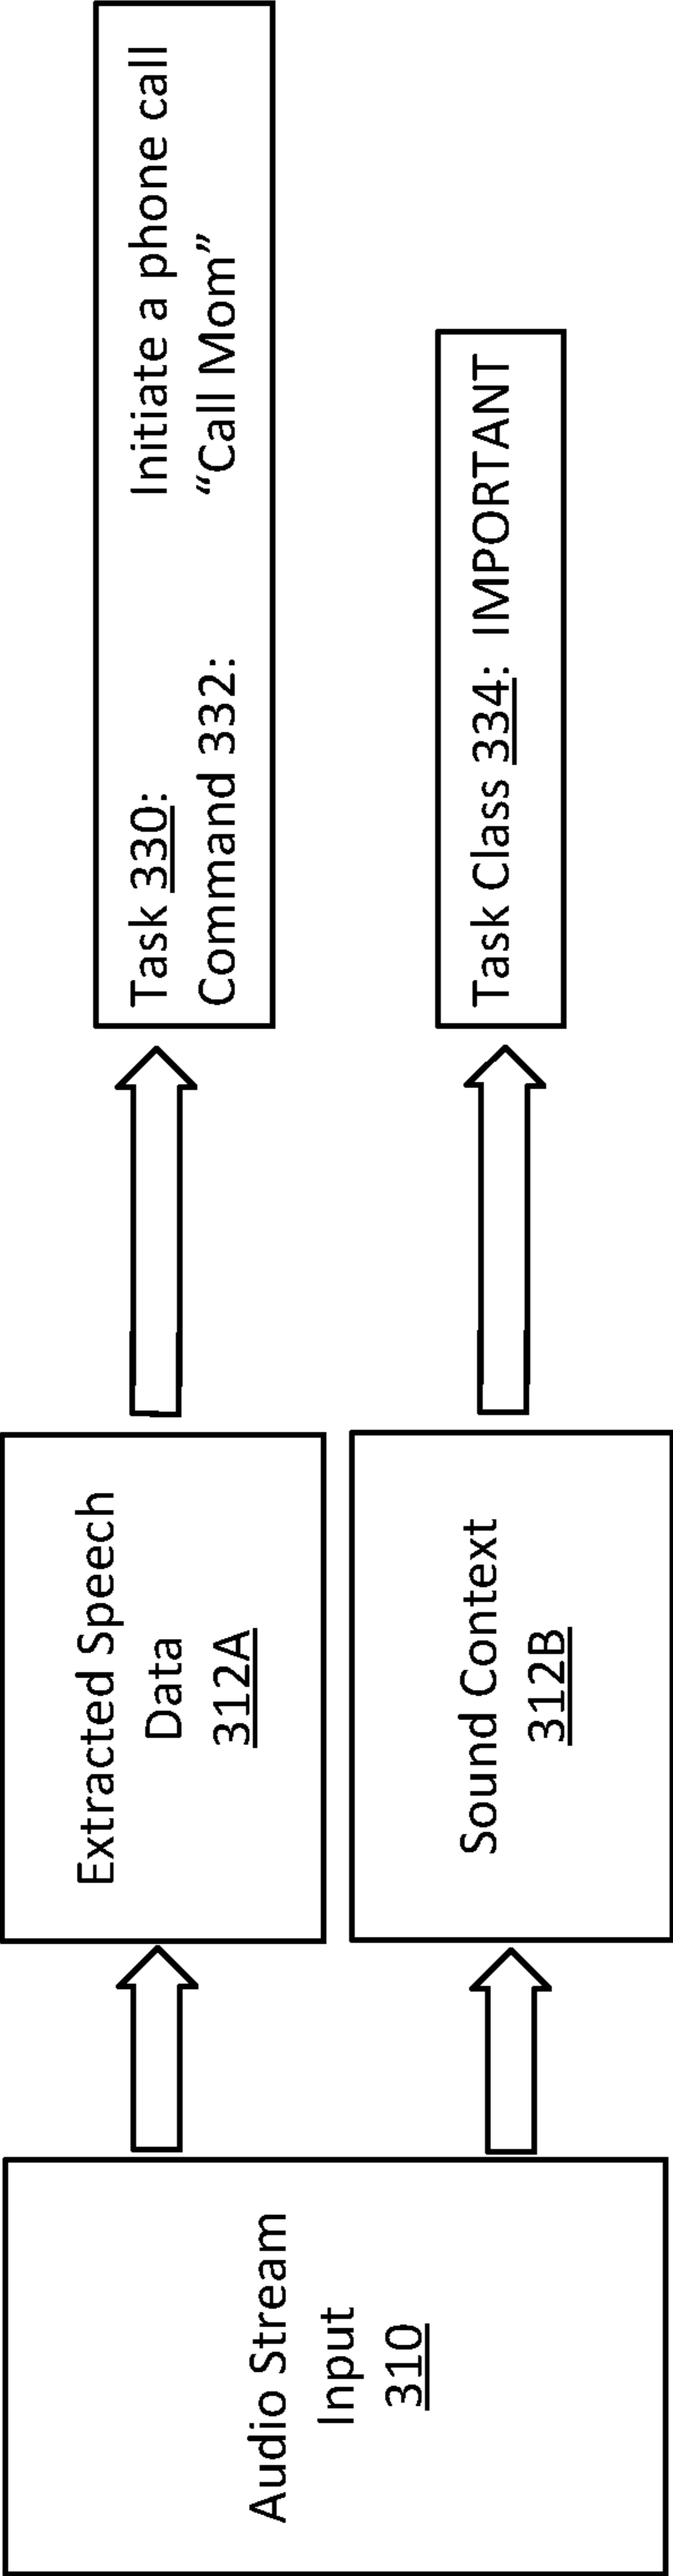 Audio Stream
Input
310
Extracted Speech
Data
312A
Sound Context
312B
Task 330: Initiate a phone call
Command 332: “Call Mom”
Task Class 334: IMPORTANT